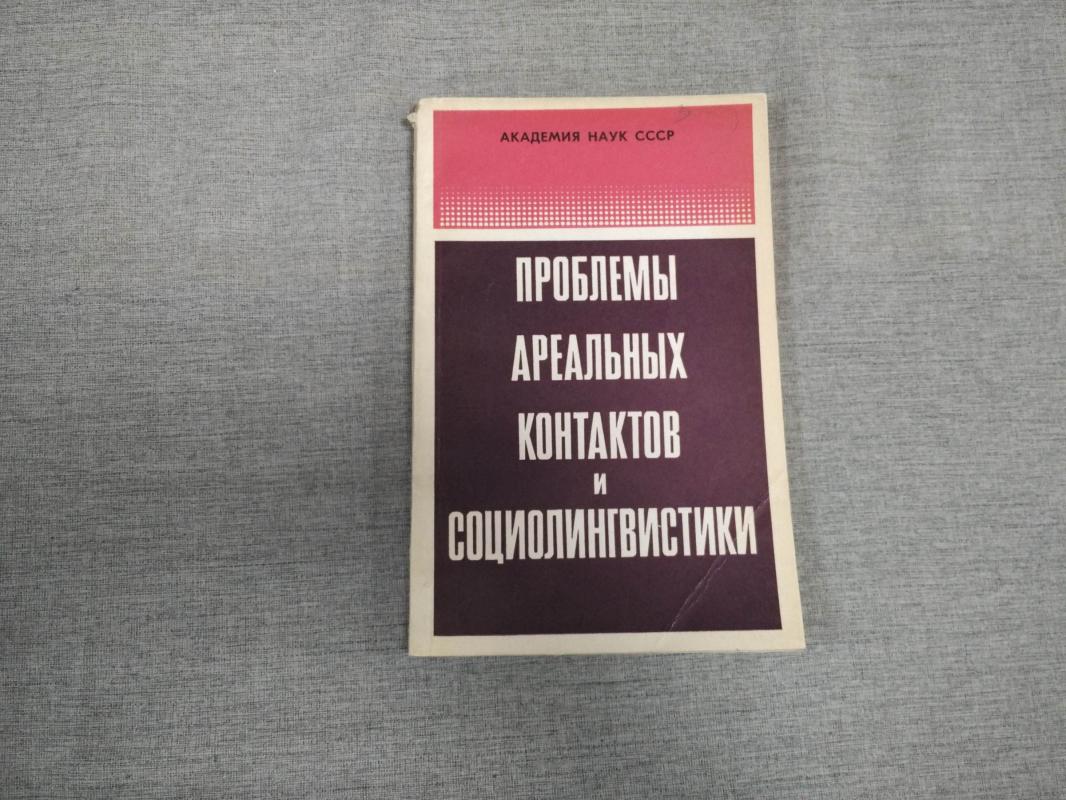 АКАДЕМИЯ НАУК СССР
ПРОБЛЕМЫ
АРЕАЛЬНЫХ
КОНТАКТОВ
И
СОЦИОЛИНГВИСТИКИ